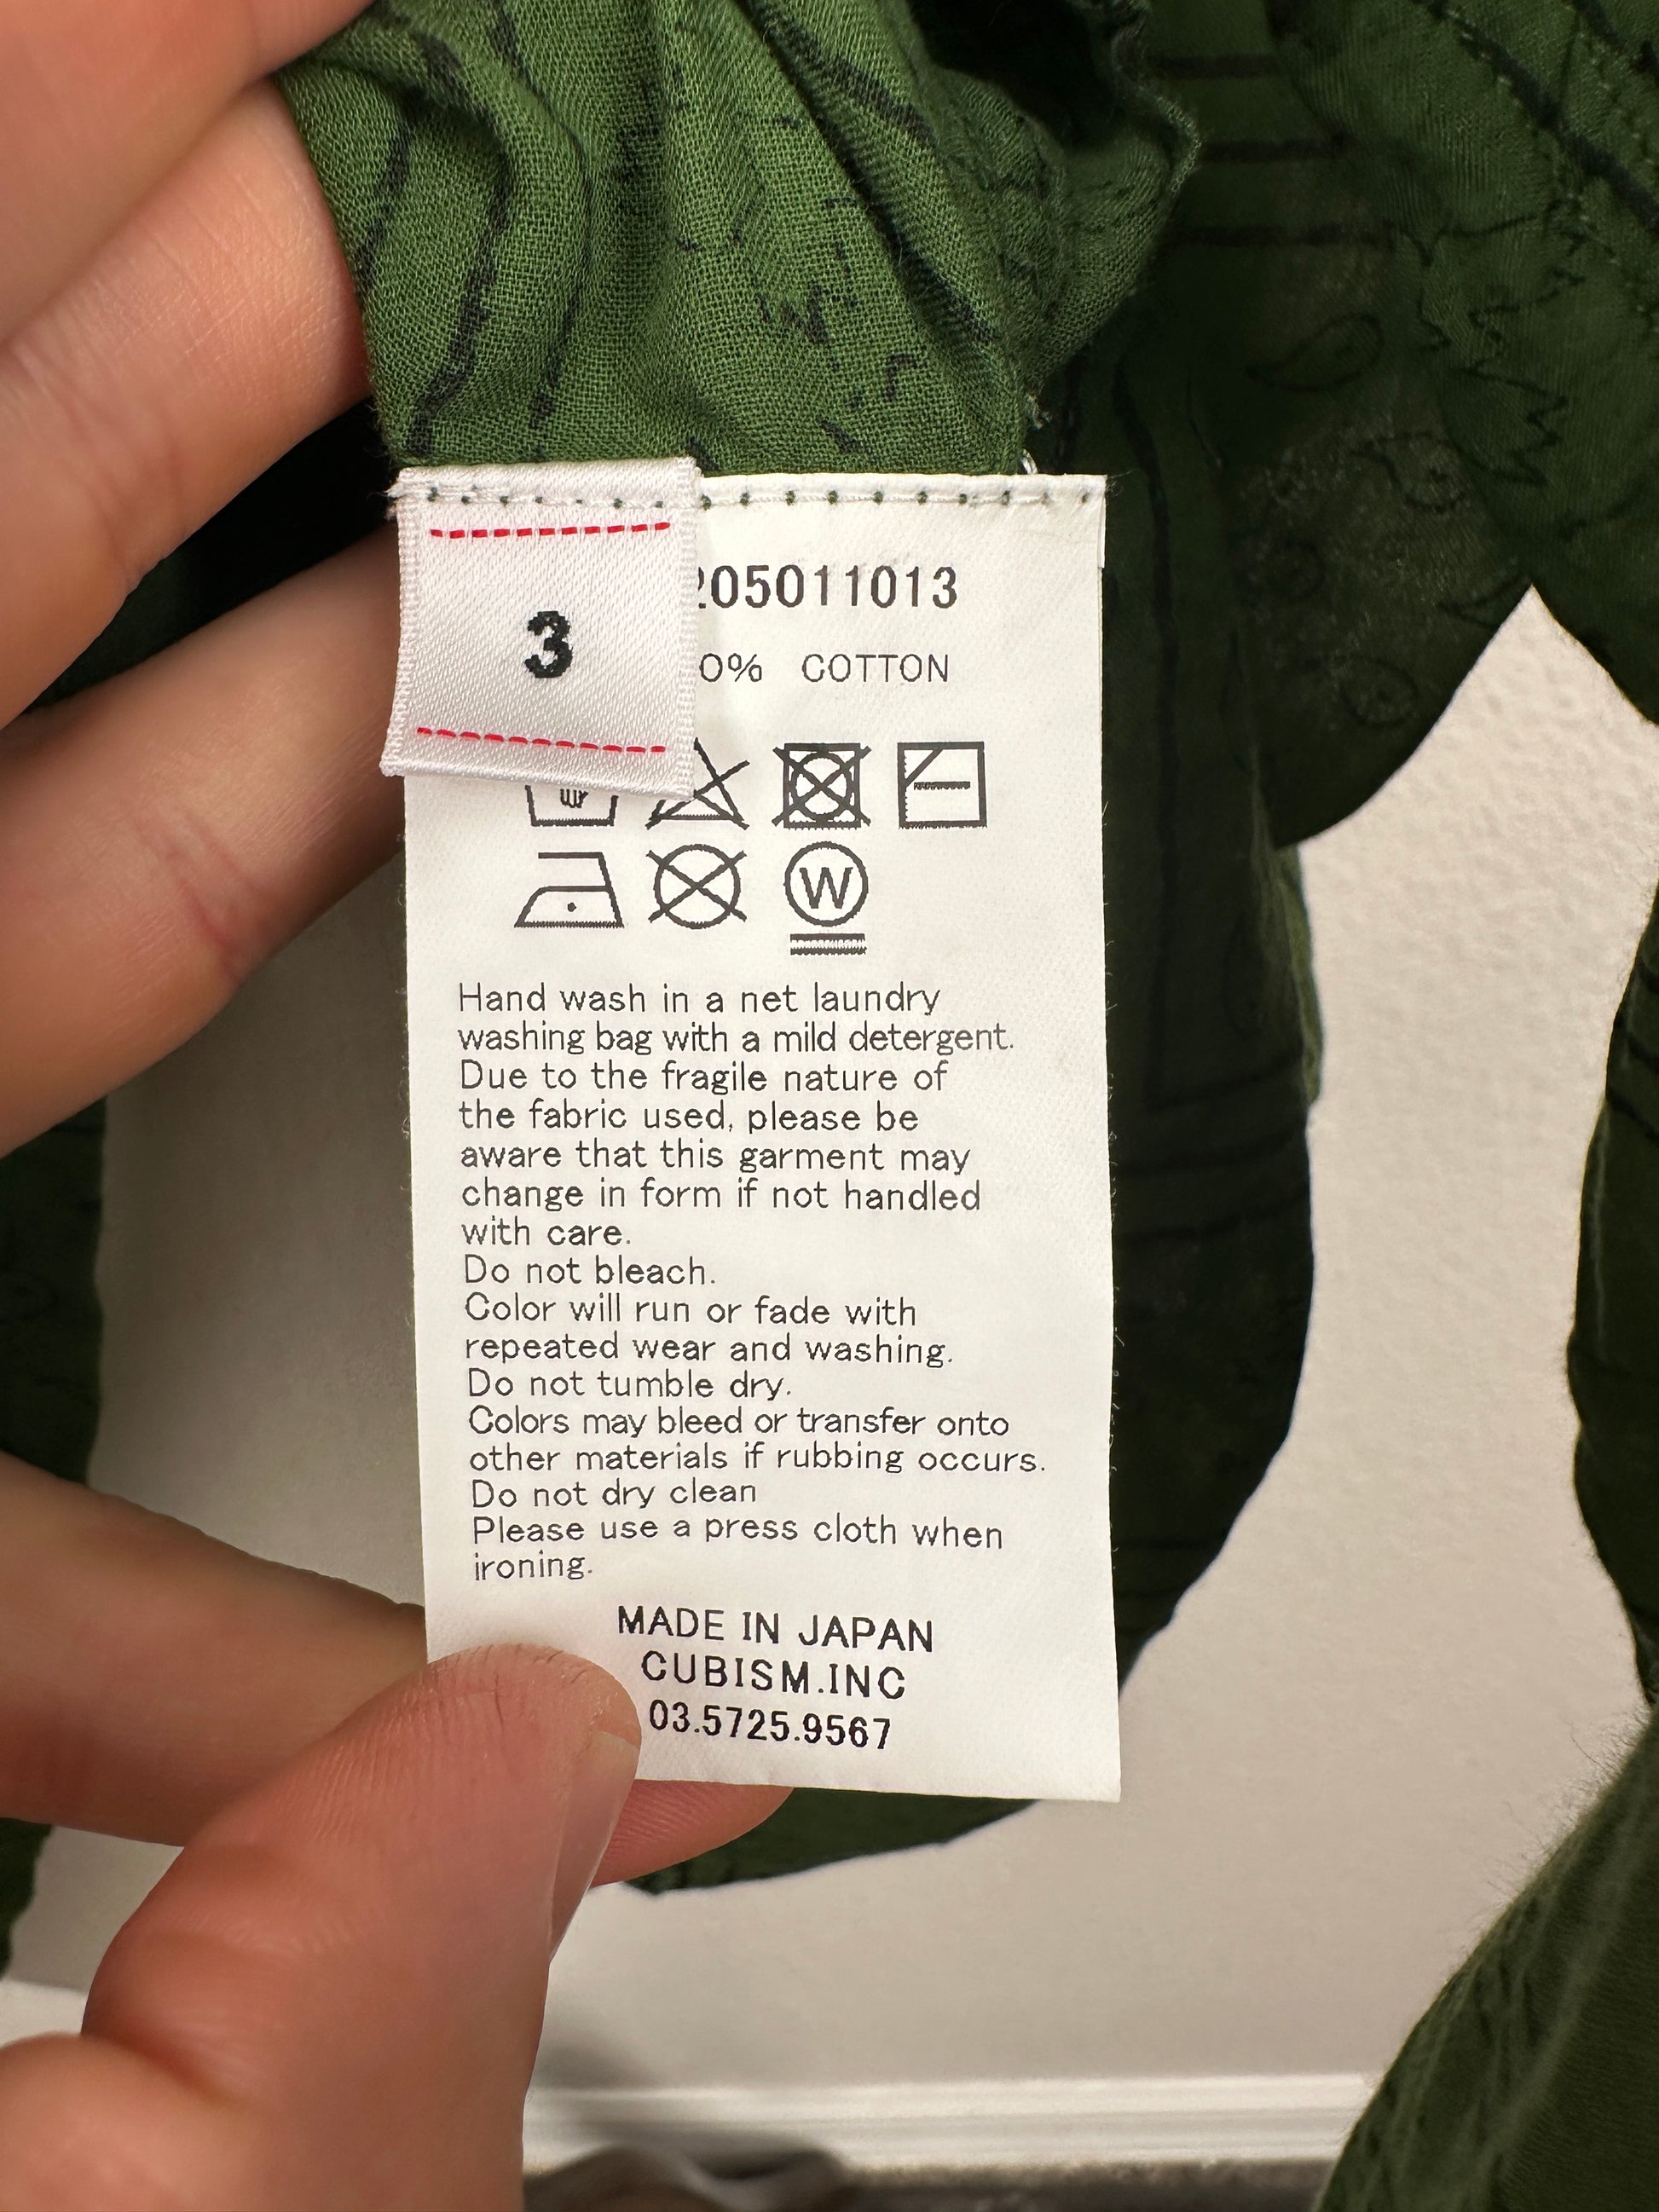 3
05011013
0% COTTON
W
Hand wash in a net laundry
washing bag with a mild detergent.
Due to the fragile nature of
the fabric used, please be
aware that this garment may
change in form if not handled
with care.
Do not bleach.
Color will run or fade with
repeated wear and washing.
Do not tumble dry.
Colors may bleed or transfer onto
other materials if rubbing occurs.
Do not dry clean
Please use a press cloth when
ironing.
MADE IN JAPAN
CUBISM.INC
03.5725.9567